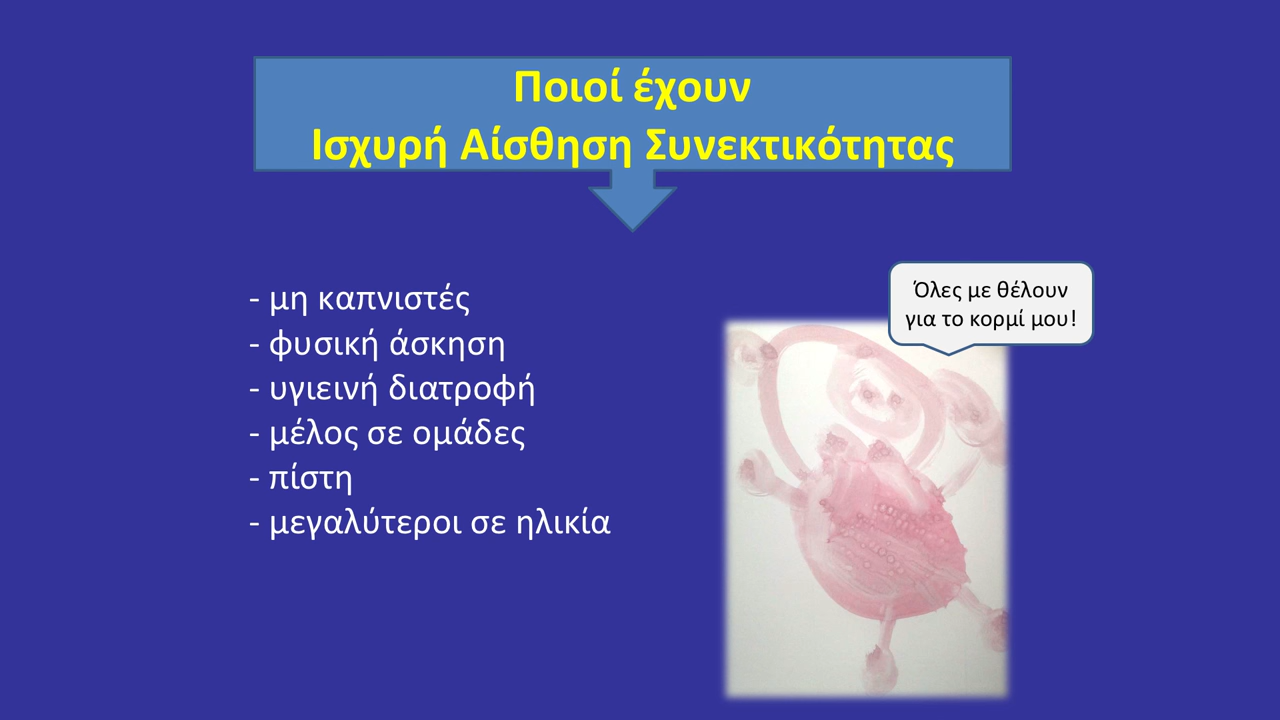 Ποιοί έχουν
Ισχυρή Αίσθηση Συνεκτικότητας
- μη καπνιστές
- φυσική άσκηση
- υγιεινή διατροφή
- μέλος σε ομάδες
- πίστη
- μεγαλύτεροι σε ηλικία
Όλες με θέλουν
για το κορμί μου!